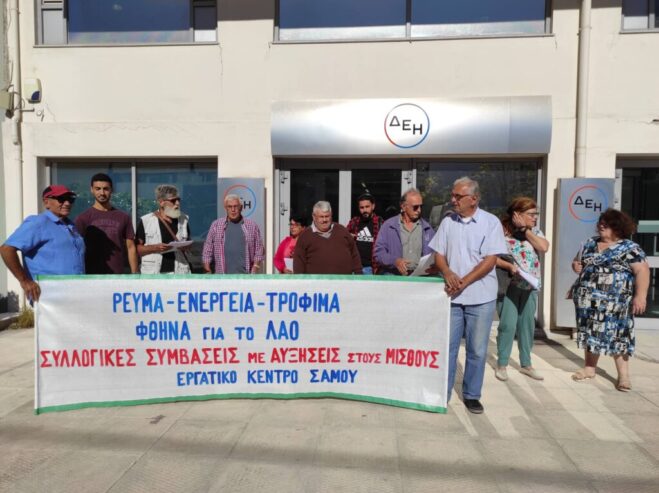 ΔΕΗ
ΔΕΗ
ΔΕΗ
ΡΕΥΜΑ-ΕΝΕΡΓΕΙΑ-ΤΡΟΦΙΜΑ
ΦΘΗΝΑ ΓΙΑ ΤΟ ΛΑΟ
ΣΥΛΛΟΓΙΚΕΣ ΣΥΜΒΑΣΕΙΣ ΜΕ ΑΥΞΗΣΕΙΣ ΣΤΟΥΣ ΜΙΣΘΟΥΣ
ΕΡΓΑΤΙΚΟ ΚΕΝΤΡΟ ΣΑΜΟΥ